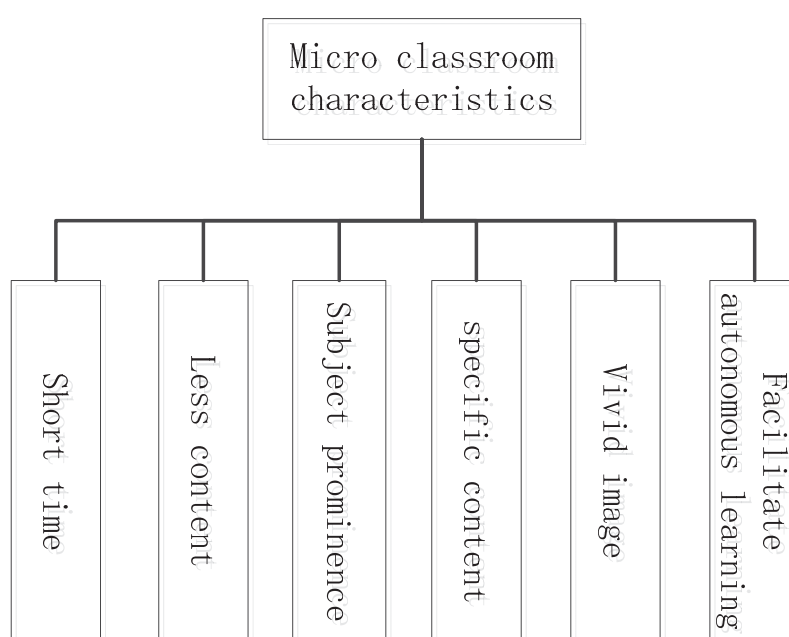 Micro classroom
characteristics
Short time
Less content
Subject prominence
specific content
Vivid image
Facilitate
autonomous learning